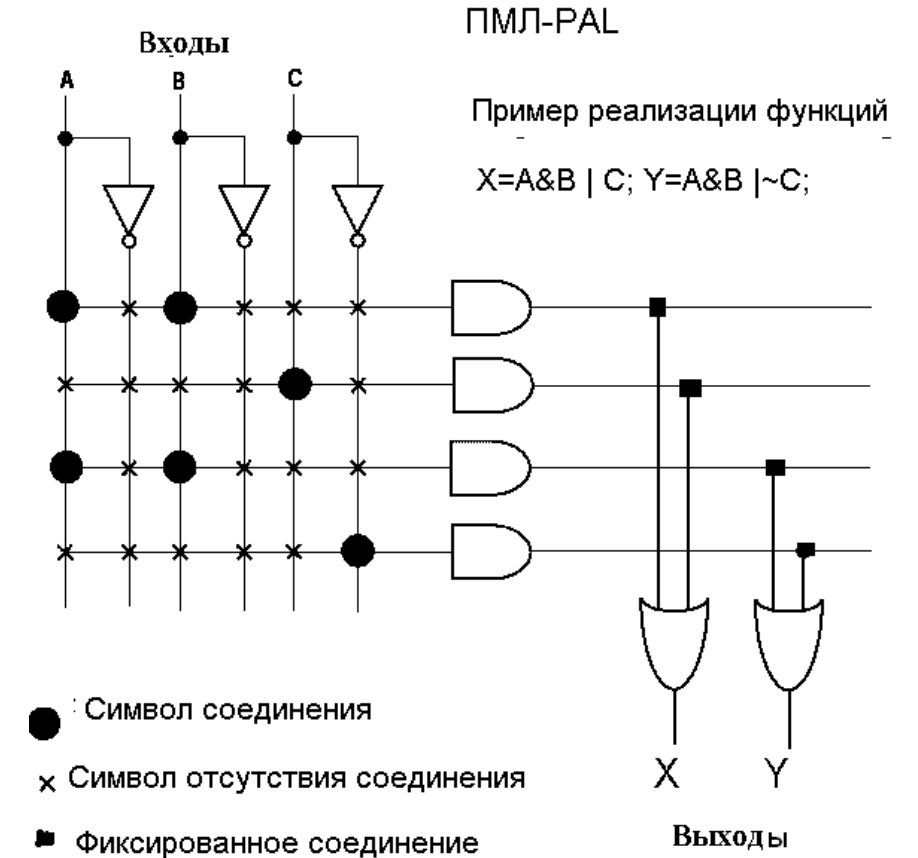 ПМЛ-PAL
Входы
A B C
Пример реализации функций
X=A&B | C; Y=A&B |~C;
Символ соединения
Символ отсутствия соединения
Фиксированное соединение
X Y
Выходы